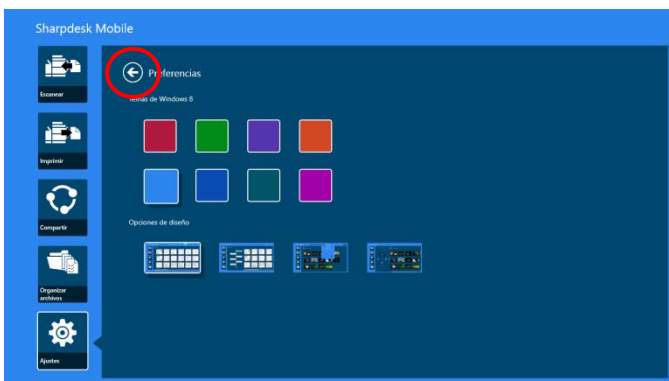 Sharpdesk Mobile
Escanear
Imprimir
Compartir
Organizar
archivos
Ajustes
Preferencias
Temas de Windows 8
Opciones de diseño